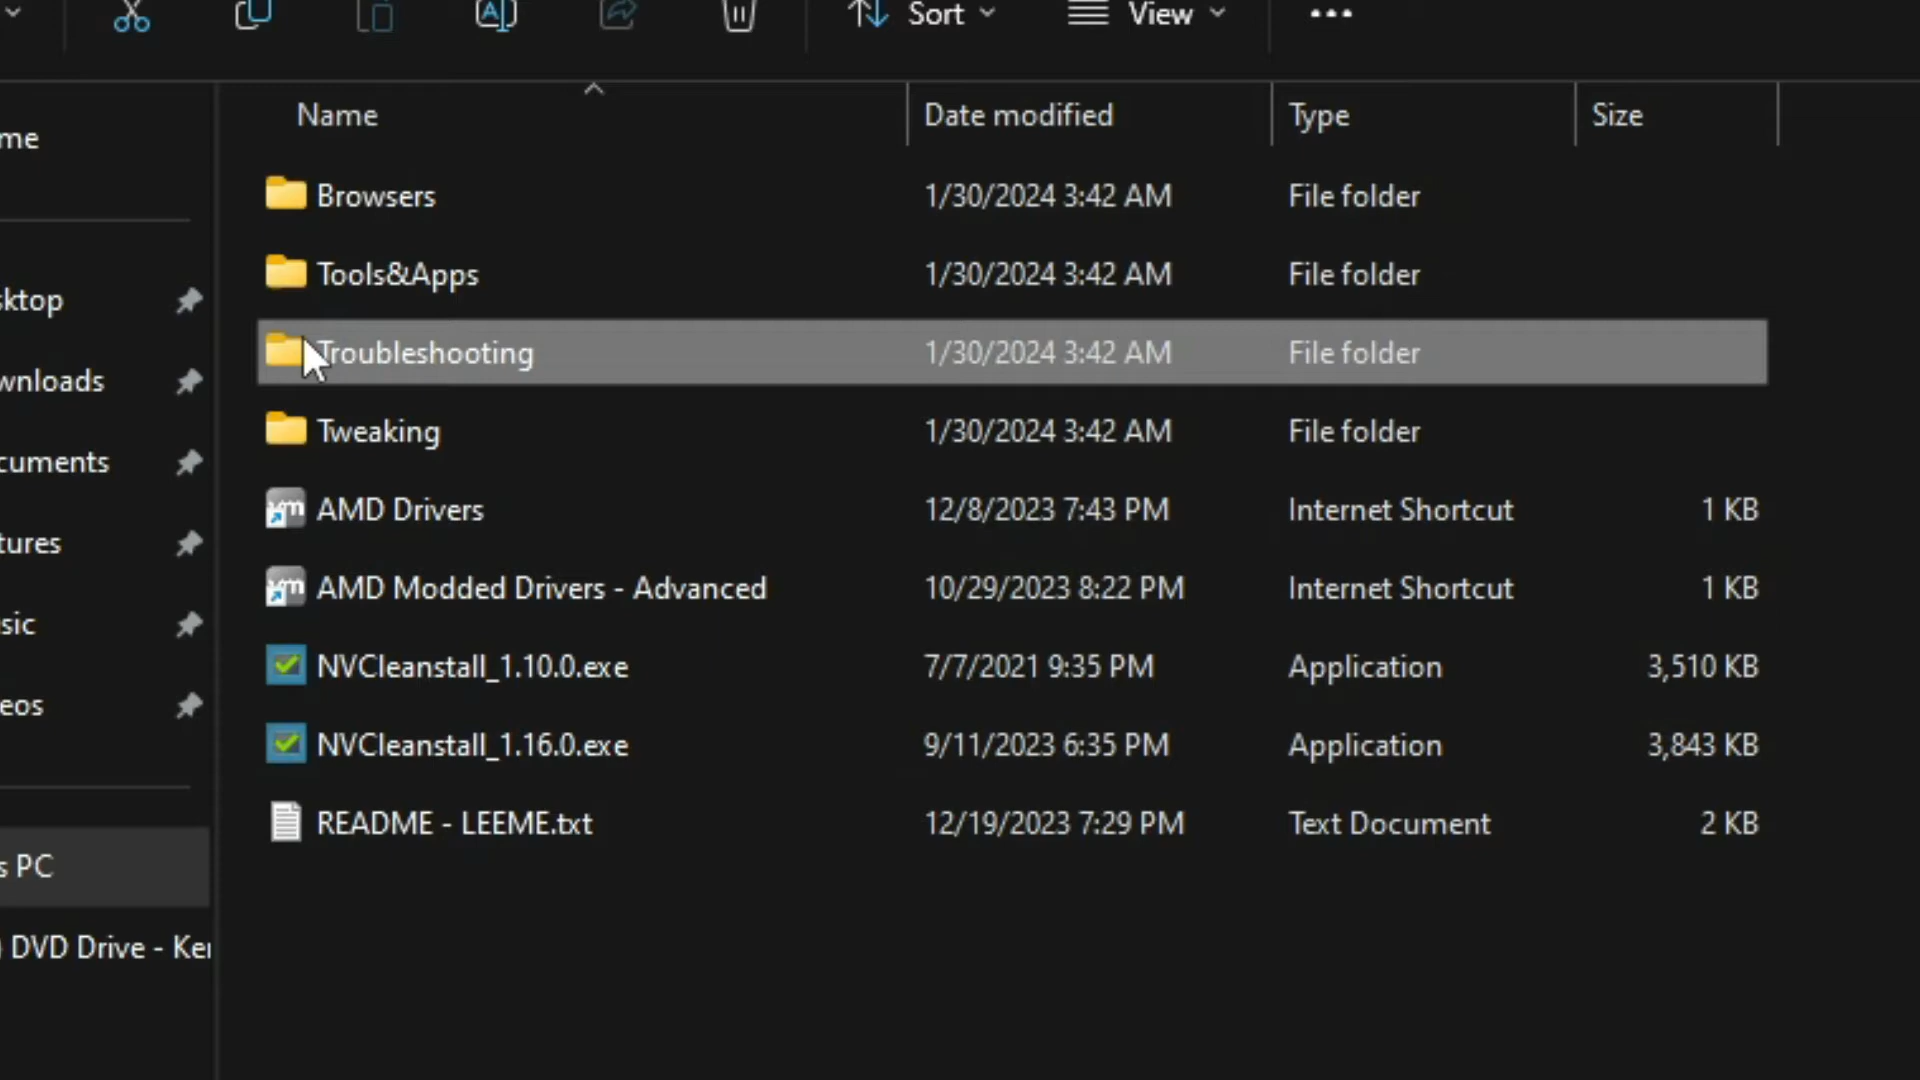 Sort View
Name Date modified Type Size
me
Browsers 1/30/2024 3:42 AM File folder
Tools&Apps 1/30/2024 3:42 AM File folder
sktop
Troubleshooting 1/30/2024 3:42 AM File folder
wnloads
Tweaking 1/30/2024 3:42 AM File folder
cuments
AMD Drivers 12/8/2023 7:43 PM Internet Shortcut 1 KB
tures
AMD Modded Drivers - Advanced 10/29/2023 8:22 PM Internet Shortcut 1 KB
sic
NVCleanstall_1.10.0.exe 7/7/2021 9:35 PM Application 3,510 KB
eos
NVCleanstall_1.16.0.exe 9/11/2023 6:35 PM Application 3,843 KB
README - LEEME.txt 12/19/2023 7:29 PM Text Document 2 KB
s PC
DVD Drive - Ke